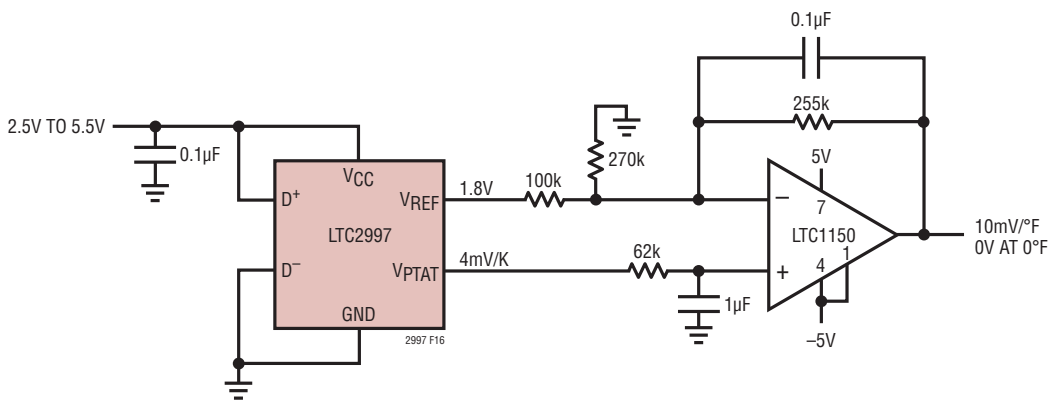 0.1µF
255k
2.5V TO 5.5V
0.1µF
270k
5V
VCC
D+
VREF
1.8V
100k
–
7
LTC2997
LTC1150
10mV/°F
0V AT 0°F
D–
VPTAT
4mV/K
62k
+
4
1
GND
1µF
2997 F16
–5V